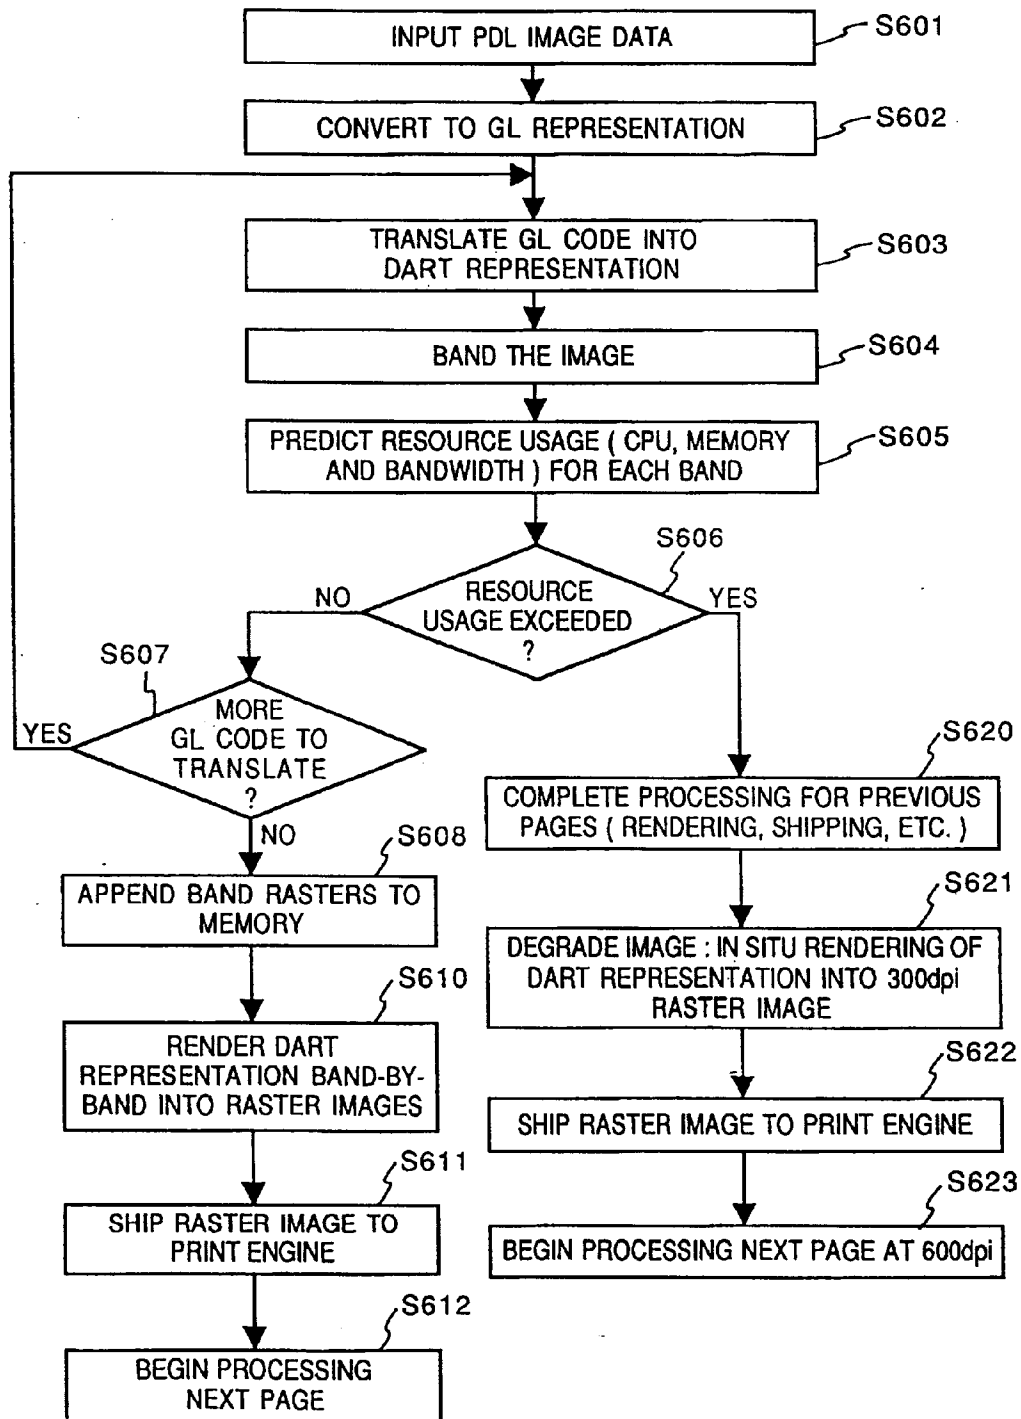 INPUT PDL IMAGE DATA
S601
CONVERT TO GL REPRESENTATION
S602
TRANSLATE GL CODE INTO
DART REPRESENTATION
S603
BAND THE IMAGE
S604
PREDICT RESOURCE USAGE ( CPU, MEMORY
AND BANDWIDTH ) FOR EACH BAND
S605
S606
NO
RESOURCE
USAGE EXCEEDED
?
YES
S607
YES
MORE
GL CODE TO
TRANSLATE
?
NO
S608
APPEND BAND RASTERS TO
MEMORY
S610
RENDER DART
REPRESENTATION BAND-BY-
BAND INTO RASTER IMAGES
S611
SHIP RASTER IMAGE TO
PRINT ENGINE
S612
BEGIN PROCESSING
NEXT PAGE
S620
COMPLETE PROCESSING FOR PREVIOUS
PAGES ( RENDERING, SHIPPING, ETC. )
S621
DEGRADE IMAGE : IN SITU RENDERING OF
DART REPRESENTATION INTO 300dpi
RASTER IMAGE
S622
SHIP RASTER IMAGE TO PRINT ENGINE
S623
BEGIN PROCESSING NEXT PAGE AT 600dpi